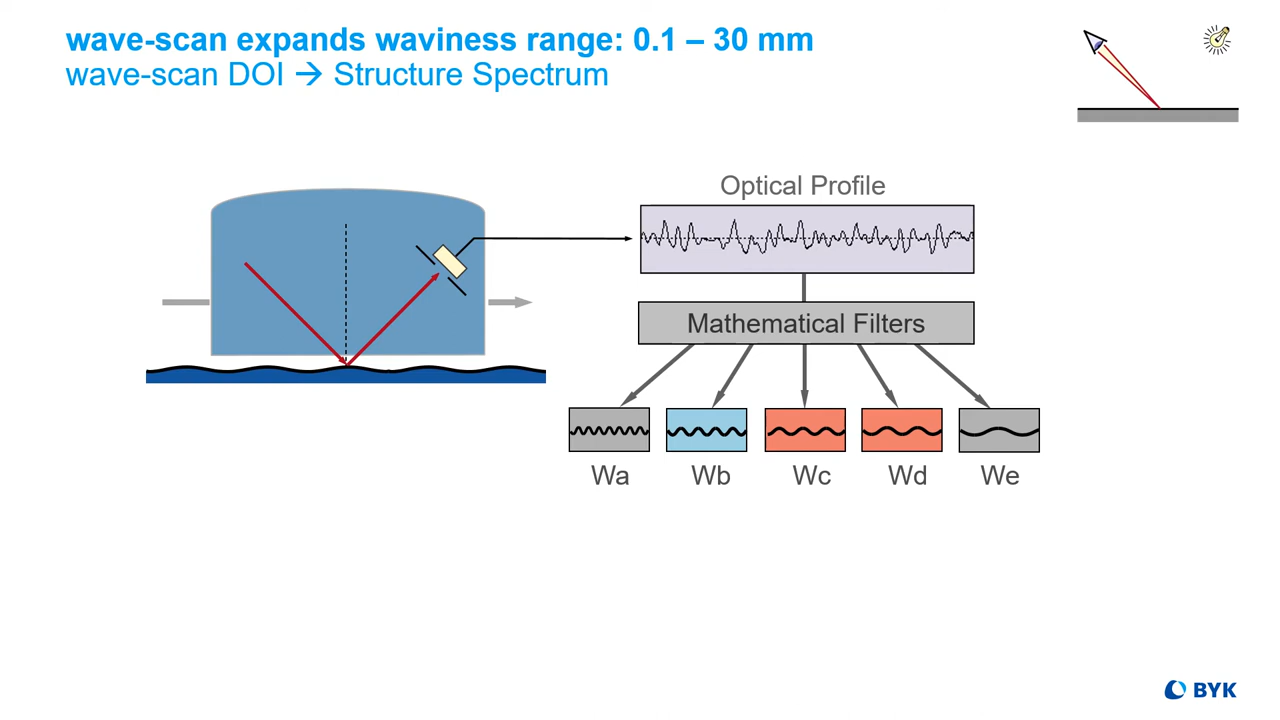 wave-scan expands waviness range: 0.1 – 30 mm
wave-scan DOI → Structure Spectrum
Optical Profile
Mathematical Filters
Wa Wb Wc Wd We
BYK